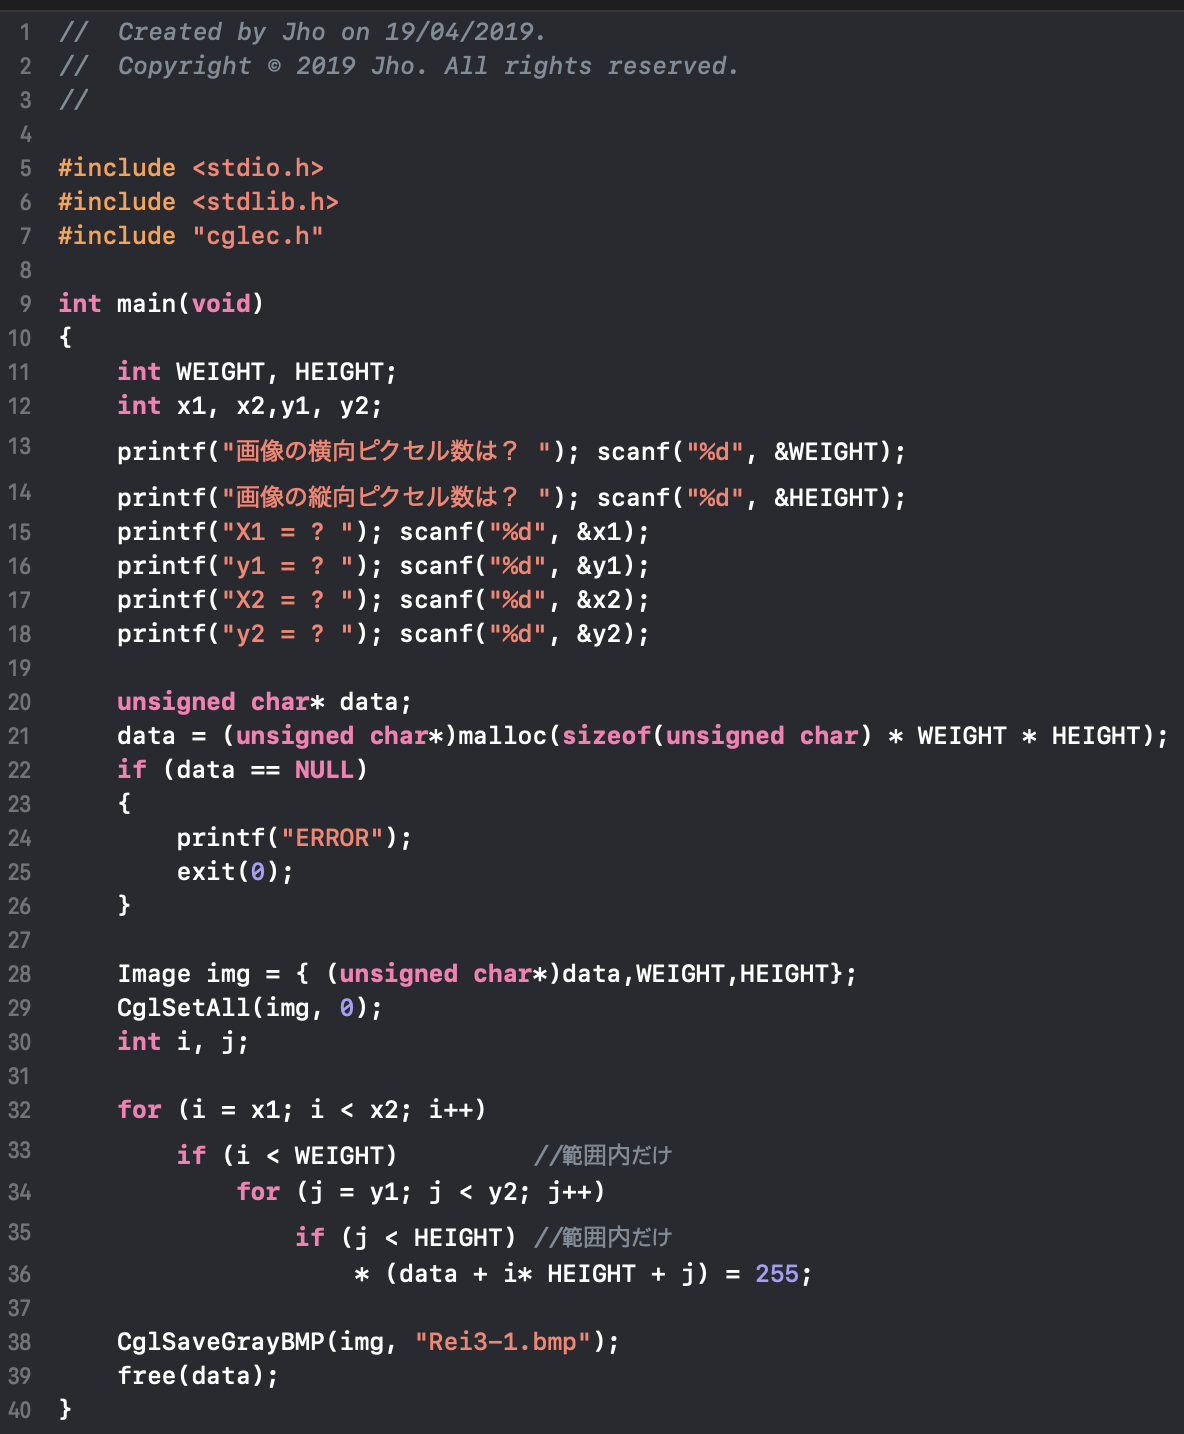 1 //  Created by Jho on 19/04/2019.
2 //  Copyright © 2019 Jho. All rights reserved.
3 //
4
5 #include <stdio.h>
6 #include <stdlib.h>
7 #include "cglec.h"
8
9 int main(void)
10 {
11     int WEIGHT, HEIGHT;
12     int x1, x2,y1, y2;
13     printf("画像の横向ピクセル数は？ "); scanf("%d", &WEIGHT);
14     printf("画像の縦向ピクセル数は？ "); scanf("%d", &HEIGHT);
15     printf("X1 = ? "); scanf("%d", &x1);
16     printf("y1 = ? "); scanf("%d", &y1);
17     printf("X2 = ? "); scanf("%d", &x2);
18     printf("y2 = ? "); scanf("%d", &y2);
19
20     unsigned char* data;
21     data = (unsigned char*)malloc(sizeof(unsigned char) * WEIGHT * HEIGHT);
22     if (data == NULL)
23     {
24         printf("ERROR");
25         exit(0);
26     }
27
28     Image img = { (unsigned char*)data,WEIGHT,HEIGHT};
29     CglSetAll(img, 0);
30     int i, j;
31
32     for (i = x1; i < x2; i++)
33         if (i < WEIGHT)         //範囲内だけ
34             for (j = y1; j < y2; j++)
35                 if (j < HEIGHT) //範囲内だけ
36                     * (data + i* HEIGHT + j) = 255;
37
38     CglSaveGrayBMP(img, "Rei3-1.bmp");
39     free(data);
40 }